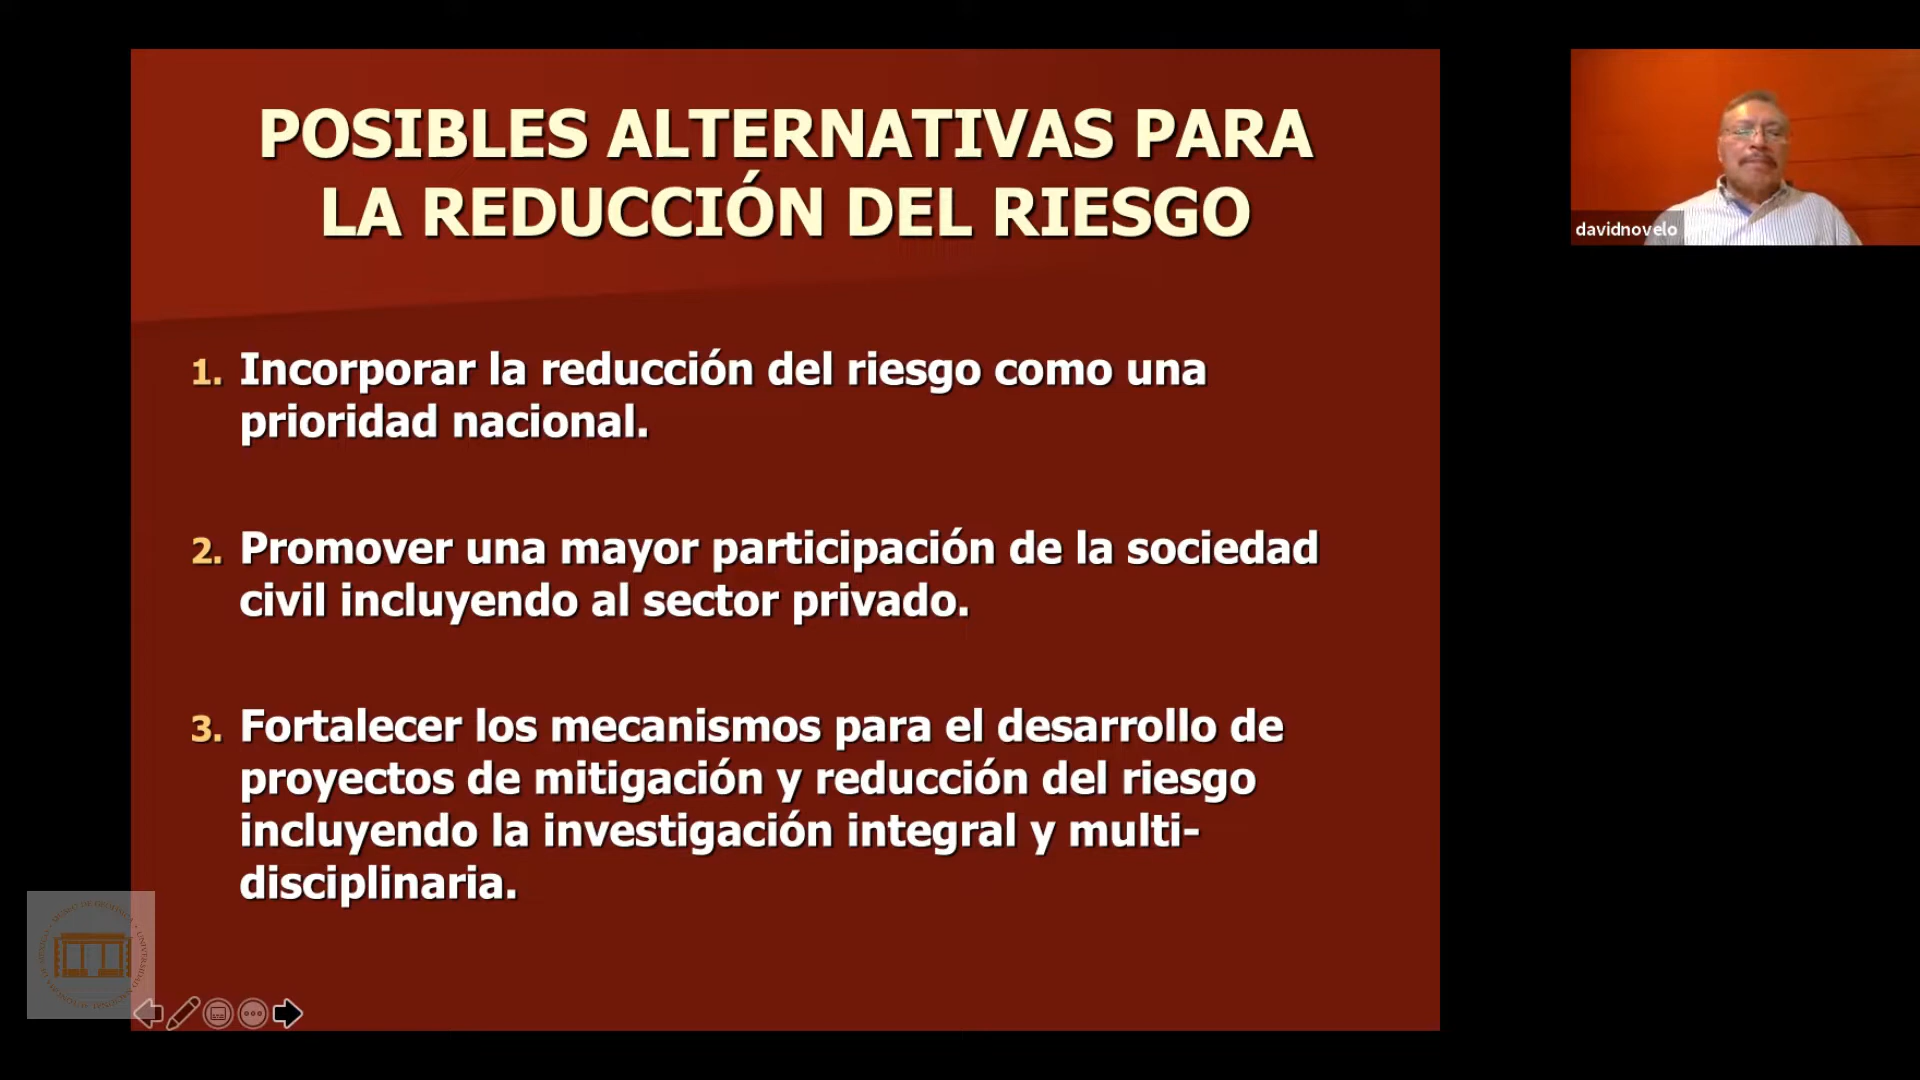 POSIBLES ALTERNATIVAS PARA
LA REDUCCIÓN DEL RIESGO
davidnovelo
1. Incorporar la reducción del riesgo como una
prioridad nacional.
2. Promover una mayor participación de la sociedad
civil incluyendo al sector privado.
3. Fortalecer los mecanismos para el desarrollo de
proyectos de mitigación y reducción del riesgo
incluyendo la investigación integral y multi-
disciplinaria.